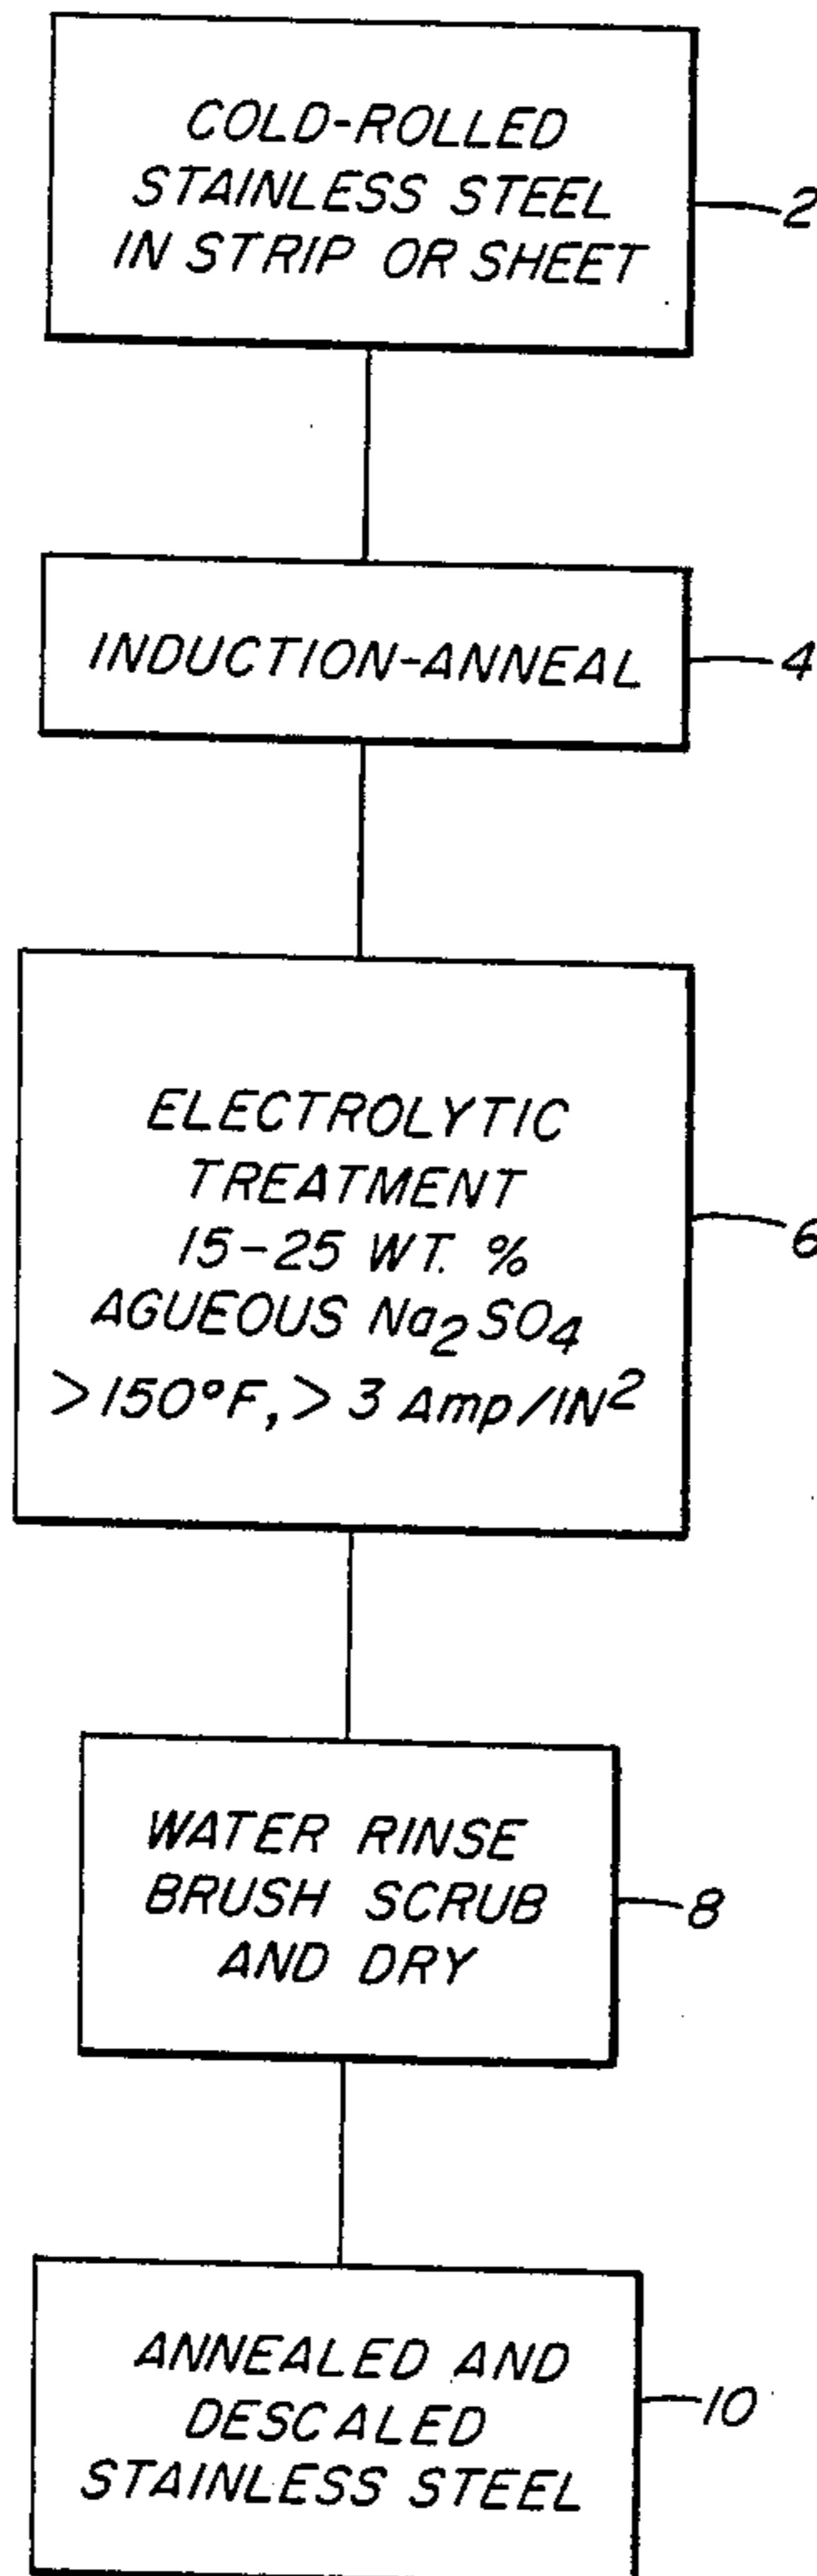 COLD-ROLLED
STAINLESS STEEL
IN STRIP OR SHEET
2
INDUCTION-ANNEAL
4
ELECTROLYTIC
TREATMENT
15-25 WT. %
AGUEOUS Na2SO4
>150°F, > 3 Amp/IN²
6
WATER RINSE
BRUSH SCRUB
AND DRY
8
ANNEALED AND
DESCALED
STAINLESS STEEL
10